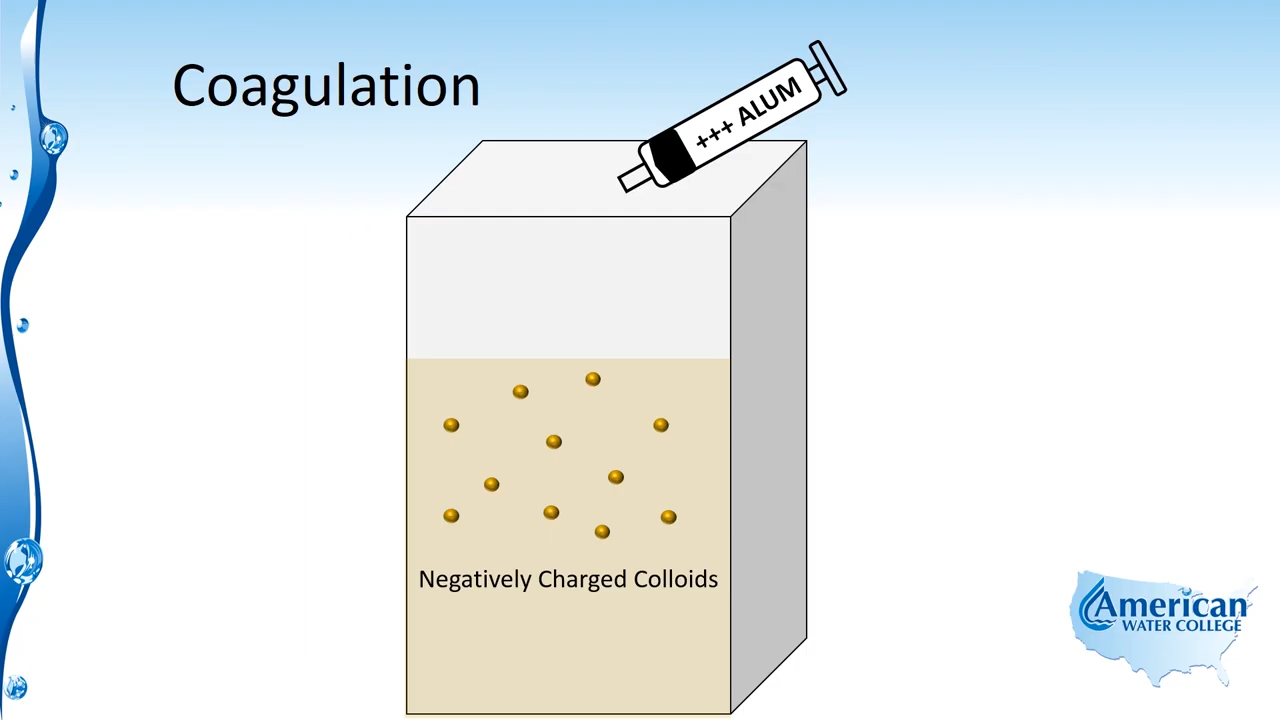 Coagulation
+++ ALUM
Negatively Charged Colloids
American
WATER COLLEGE